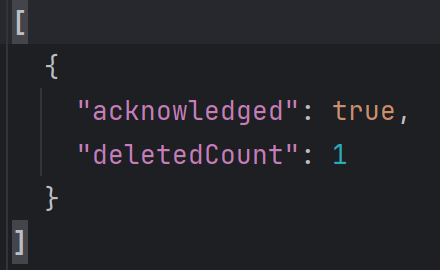 [
  {
    "acknowledged": true,
    "deletedCount": 1
  }
]